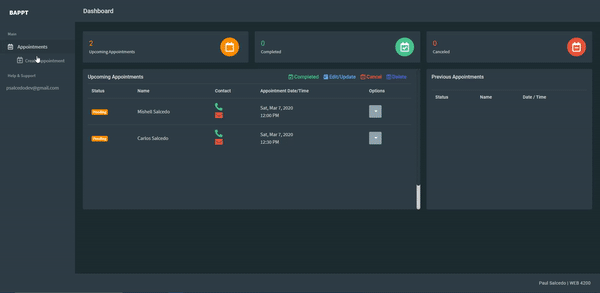 BAPPT
Dashboard
Main
Appointments
Create Appointment
Help & Support
psalcedodev@gmail.com
2
Upcoming Appointments
0
Completed
0
Canceled
Upcoming Appointments
Completed Edit/Update Cancel Delete
Status Name Contact Appointment Date/Time Options
Pending Mishell Salcedo Sat, Mar 7, 2020
12:00 PM
Pending Carlos Salcedo Sat, Mar 7, 2020
12:30 PM
Previous Appointments
Status Name Date / Time
Paul Salcedo | WEB 4200